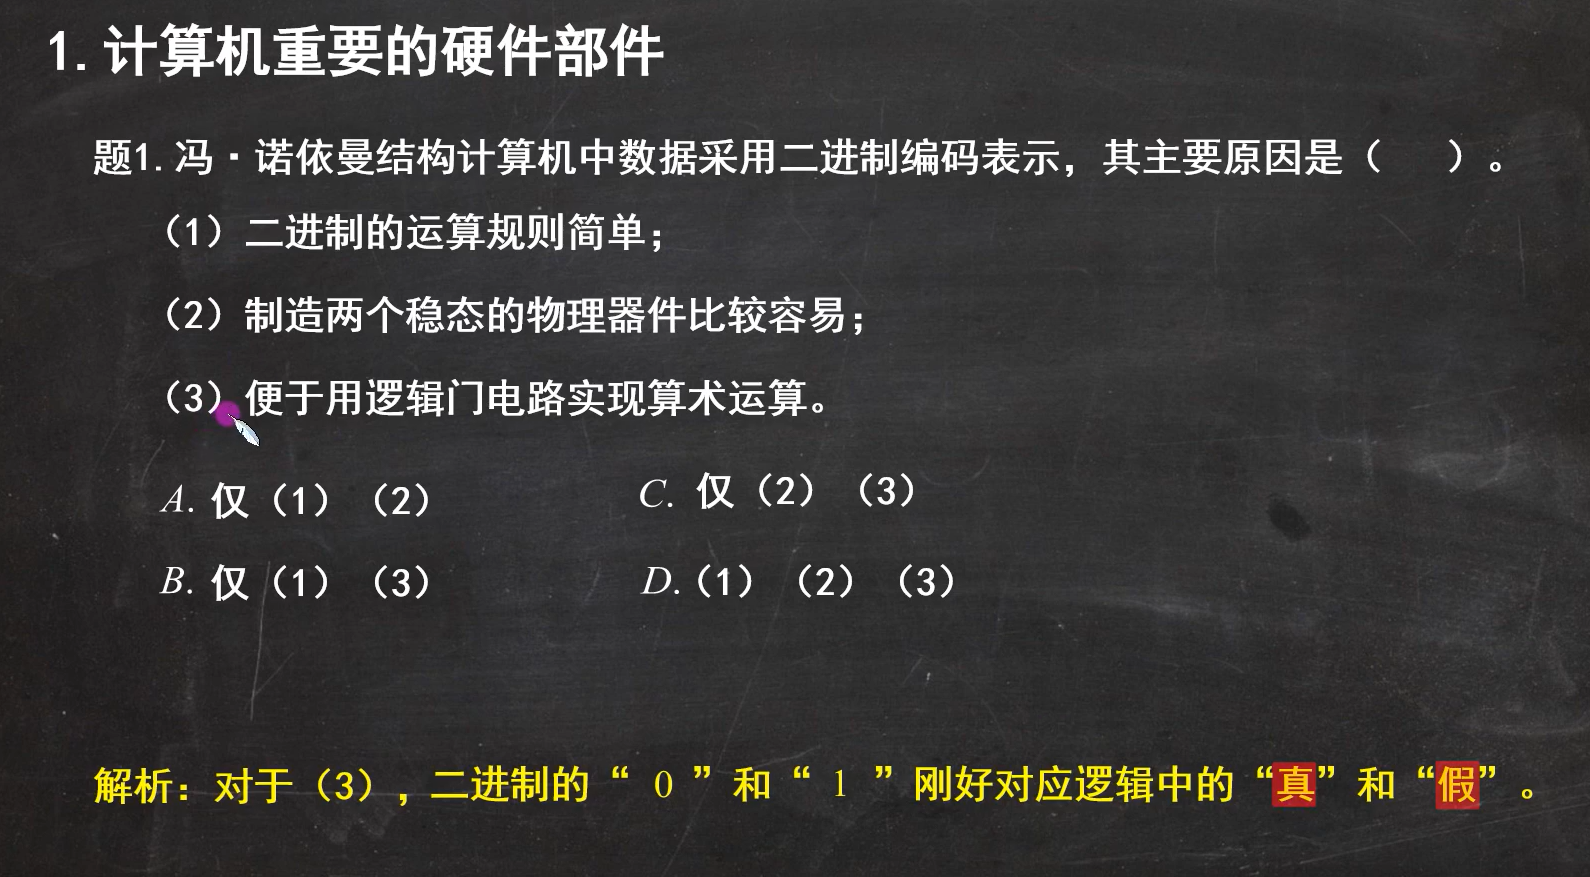 1.计算机重要的硬件部件
题1.冯·诺依曼结构计算机中数据采用二进制编码表示，其主要原因是（　　）。
（1）二进制的运算规则简单；
（2）制造两个稳态的物理器件比较容易；
（3）便于用逻辑门电路实现算术运算。
A. 仅（1）（2）
C. 仅（2）（3）
B. 仅（1）（3）
D.（1）（2）（3）
解析：对于（3），二进制的“ 0 ”和“ 1 ”刚好对应逻辑中的“真”和“假”。